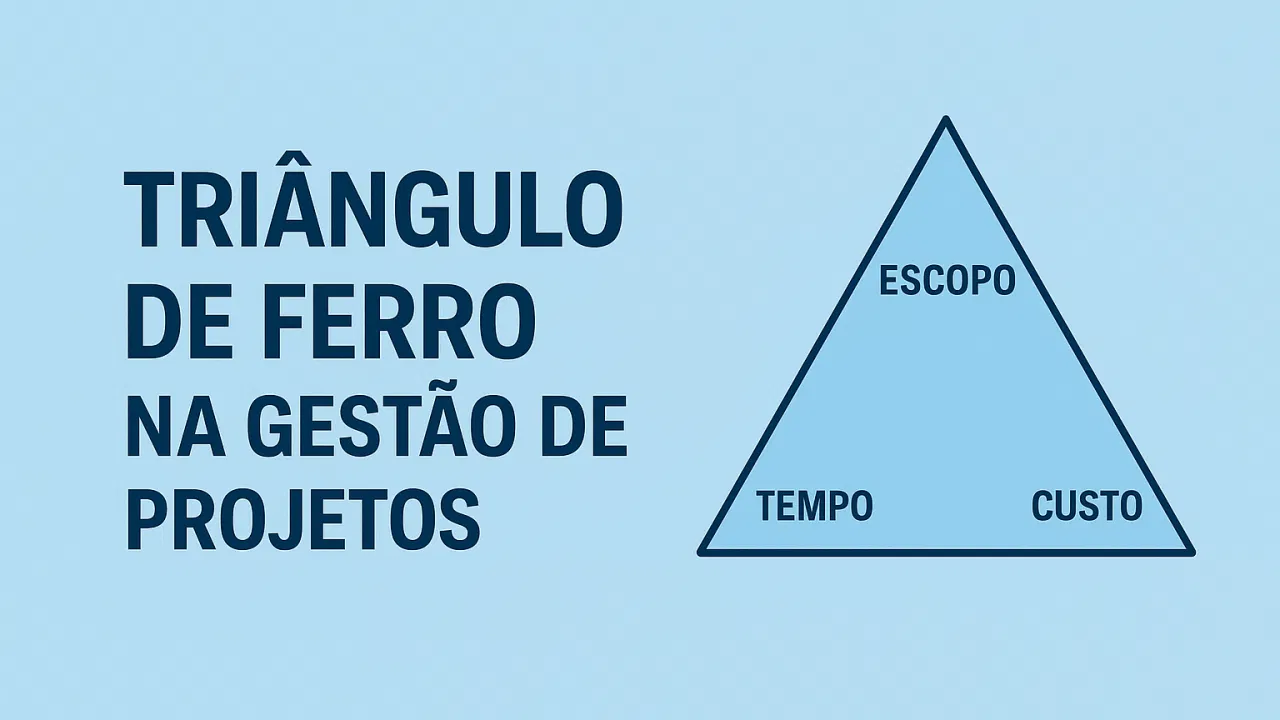 TRIÂNGULO
DE FERRO
NA GESTÃO DE
PROJETOS
ESCOPO
TEMPO
CUSTO